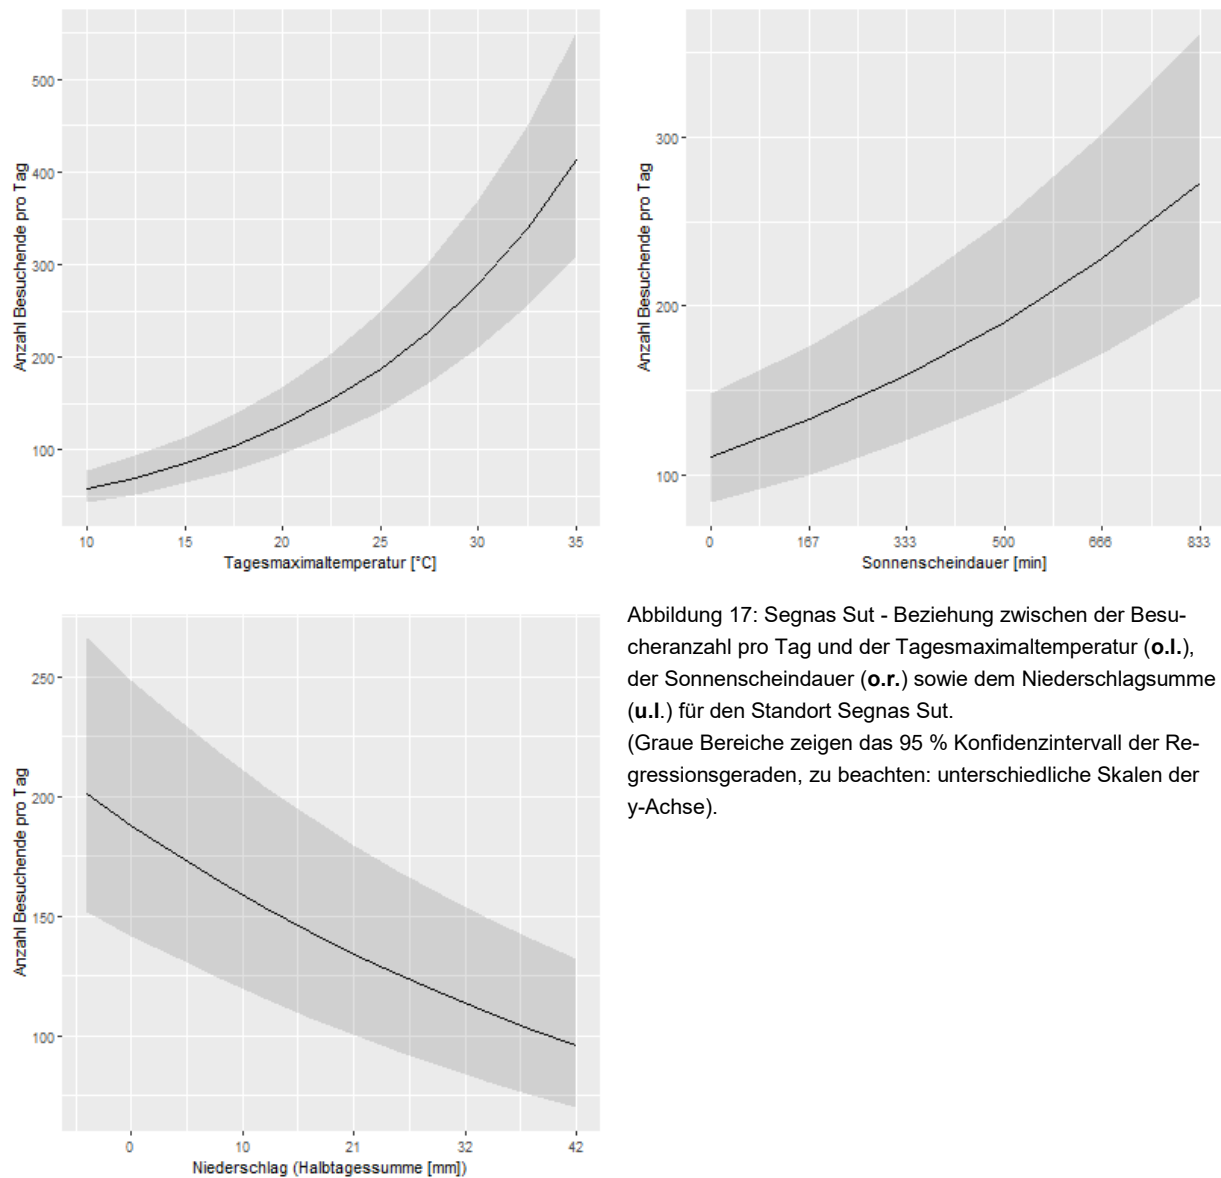 Anzahl Besuchende pro Tag
500
400
300
200
100
10 15 20 25 30 35
Tagesmaximaltemperatur [°C]
Anzahl Besuchende pro Tag
300
200
100
0 167 333 500 666 833
Sonnenscheindauer [min]
Anzahl Besuchende pro Tag
250
200
150
100
0 10 21 32 42
Niederschlag (Halbtagessumme [mm])
Abbildung 17: Segnas Sut - Beziehung zwischen der Besu-
cheranzahl pro Tag und der Tagesmaximaltemperatur (o.l.),
der Sonnenscheindauer (o.r.) sowie dem Niederschlagsumme
(u.l.) für den Standort Segnas Sut.
(Graue Bereiche zeigen das 95 % Konfidenzintervall der Re-
gressionsgeraden, zu beachten: unterschiedliche Skalen der
y-Achse).